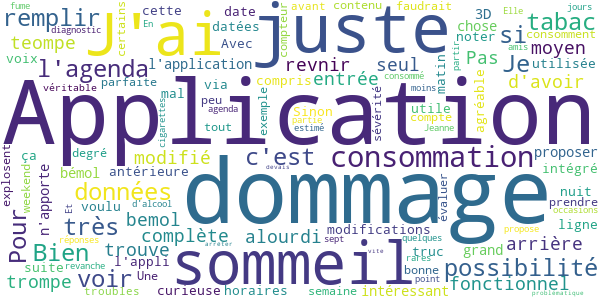 fume cette date avant contenu faudrait 3D En Elle jours
remplir J'ai certains datées juste compteur chose si tabac
diagnostic Avec noter consomment amis
teompe revnir seul Pas moyen Je utilisée
voix l'agenda l'application compris entrée matin partir d'avoir
véritable parfaite mal via consommé moins
cigarettes peu agenda exemple sévérité utile agréable
Application
tout Sinon partie estimé compte Jeanne
ça degré modifié c'est consommation proposer
explosent weekend bémol antérieure devais évaluer intégré
n'apporte données dommage nuit
Et d'alcool voulu bemol prendre
Pour très complète alourdi modifications occasions
réponses trouve sommeil arrêter sept quelques truc grand arrière ligne
Bien voir l'appli rares propose possibilité
suite revanche Une curieuse vite bonne
trompe troubles horaires semaine point intéressant fonctionnel
problématique